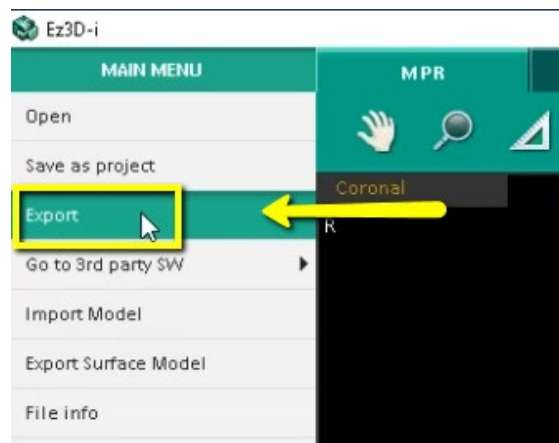 Ez3D-i
MAIN MENU
MPR
Open
Save as project
Export
Go to 3rd party SW
Import Model
Export Surface Model
File info
Coronal
R